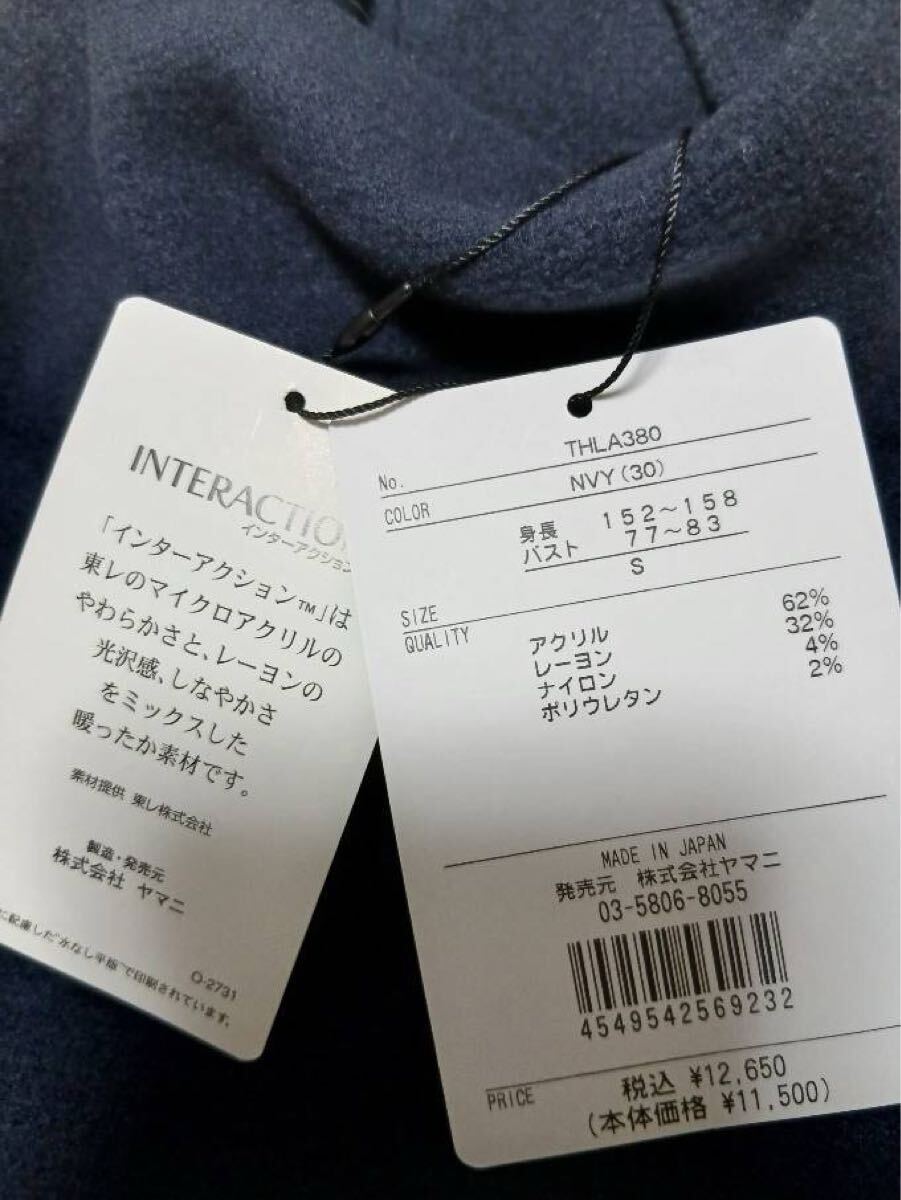 INTERACTIO
インターアクション
「インターアクション™」は
東レのマイクロアクリルの
やわらかさと、レーヨンの
光沢感、しなやかさ
をミックスした
暖ったか素材です。
素材提供 東レ株式会社
製造・発売元
株式会社 ヤマニ
O-2731
に配慮した"水なし平版"で印刷されています。
No. THLA380
COLOR NVY(30)
身長 152~158
バスト 77~83
SIZE S
QUALITY アクリル 62%
レーヨン 32%
ナイロン 4%
ポリウレタン 2%
MADE IN JAPAN
発売元 株式会社ヤマニ
03-5806-8055
4549542569232
PRICE 税込 ¥12,650
(本体価格 ¥11,500)